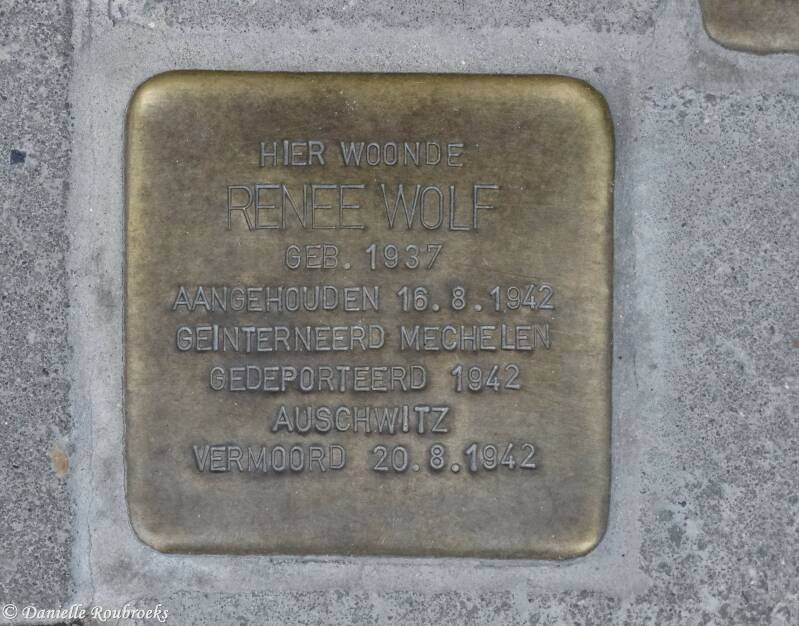 HIER WOONDE
RENEE WOLF
GEB. 1937
AANGEHOUDEN 16.8.1942
GEINTERNEERD MECHELEN
GEDEPORTEERD 1942
AUSCHWITZ
VERMOORD 20.8.1942
© Danielle Roubroeks